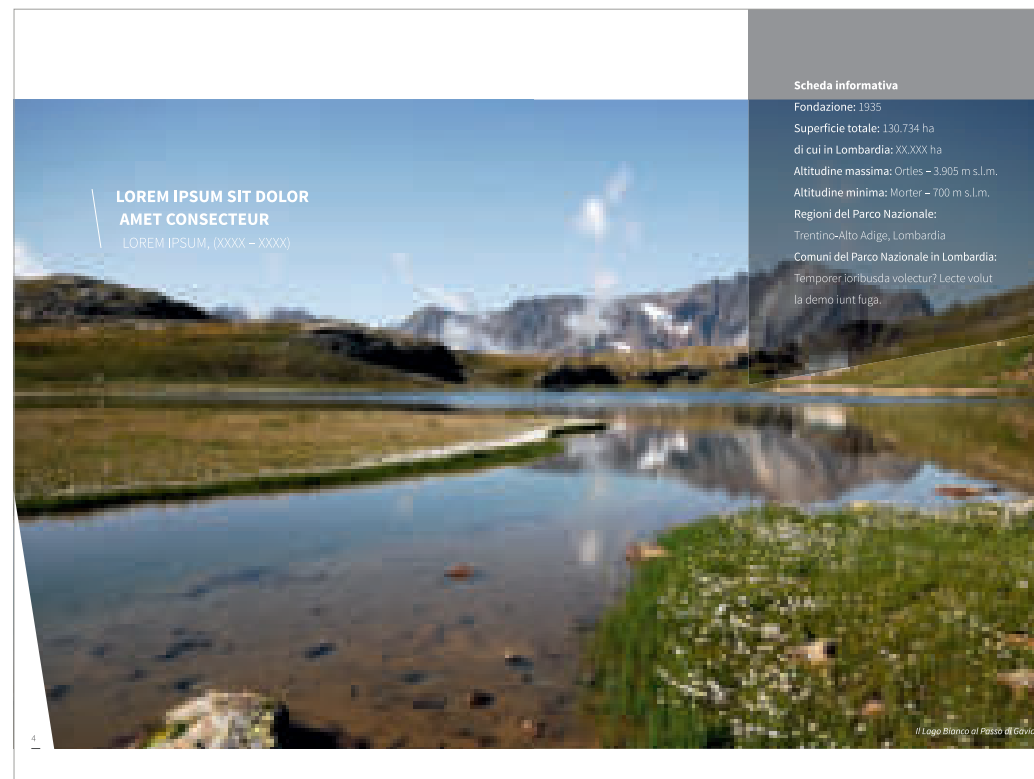 Scheda informativa
Fondazione: 1935
Superficie totale: 130.734 ha
di cui in Lombardia: XX.XXX ha
Altitudine massima: Ortles – 3.905 m s.l.m.
Altitudine minima: Morter – 700 m s.l.m.
Regioni del Parco Nazionale:
Trentino-Alto Adige, Lombardia
Comuni del Parco Nazionale in Lombardia:
Temporer ioribusda volectur? Lecte volut
la demo iunt fuga.
LOREM IPSUM SIT DOLOR
AMET CONSECTEUR
LOREM IPSUM, (XXXX – XXXX)
4
Il Lago Bianco al Passo di Gavia